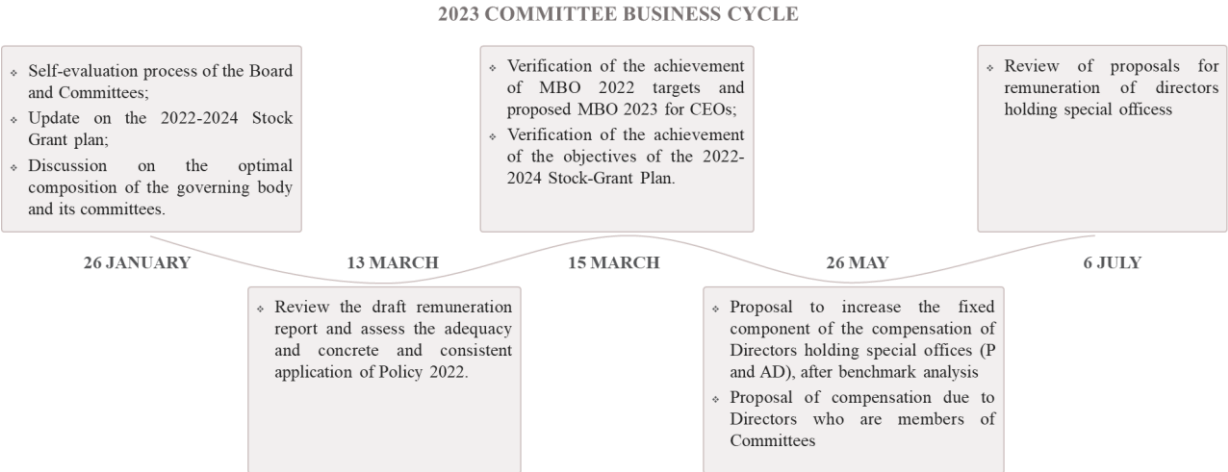 2023 COMMITTEE BUSINESS CYCLE
Self-evaluation process of the Board
and Committees;
Update on the 2022-2024 Stock
Grant plan;
Discussion on the optimal
composition of the governing body
and its committees.
Verification of the achievement
of MBO 2022 targets and
proposed MBO 2023 for CEOs;
Verification of the achievement
of the objectives of the 2022-
2024 Stock-Grant Plan.
Review of proposals for
remuneration of directors
holding special officess
26 JANUARY
13 MARCH
15 MARCH
26 MAY
6 JULY
Review the draft remuneration
report and assess the adequacy
and concrete and consistent
application of Policy 2022.
Proposal to increase the fixed
component of the compensation of
Directors holding special offices (P
and AD), after benchmark analysis
Proposal of compensation due to
Directors who are members of
Committees